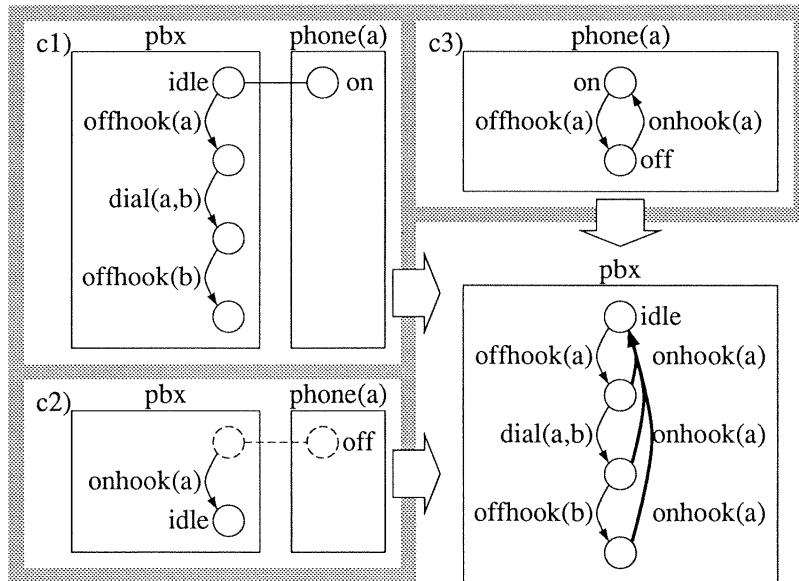 c1)
pbx
phone(a)
idle
on
offhook(a)
dial(a,b)
offhook(b)
c2)
pbx
phone(a)
off
onhook(a)
idle
c3)
phone(a)
on
offhook(a)
onhook(a)
off
pbx
idle
offhook(a)
onhook(a)
dial(a,b)
onhook(a)
offhook(b)
onhook(a)